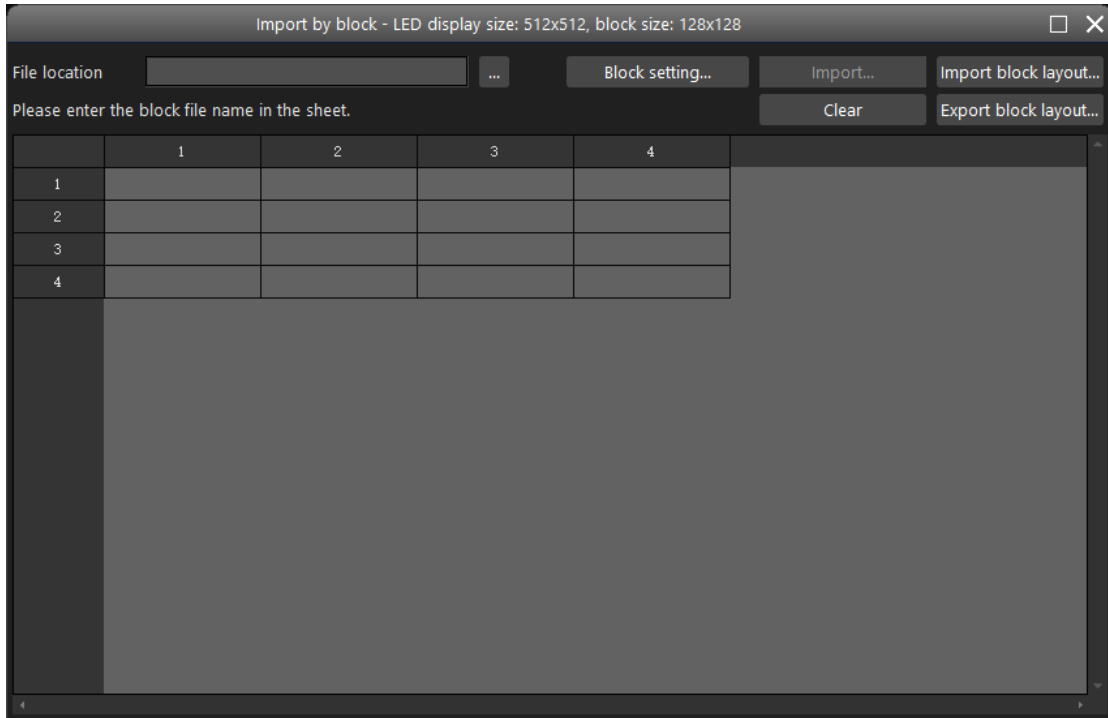 Import by block - LED display size: 512x512, block size: 128x128
File location ... Block setting... Import... Import block layout...
Please enter the block file name in the sheet. Clear Export block layout...
1 2 3 4
1
2
3
4